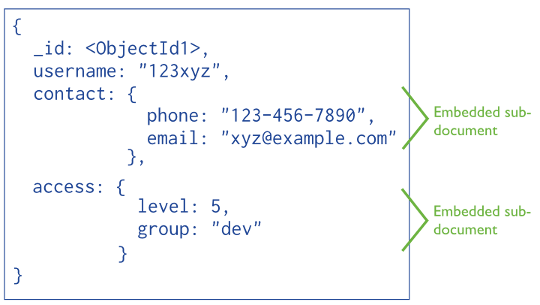 {
_id: <ObjectId1>,
username: "123xyz",
contact: {
phone: "123-456-7890",
email: "xyz@example.com"
},
access: {
level: 5,
group: "dev"
}
}
Embedded sub-
document
Embedded sub-
document